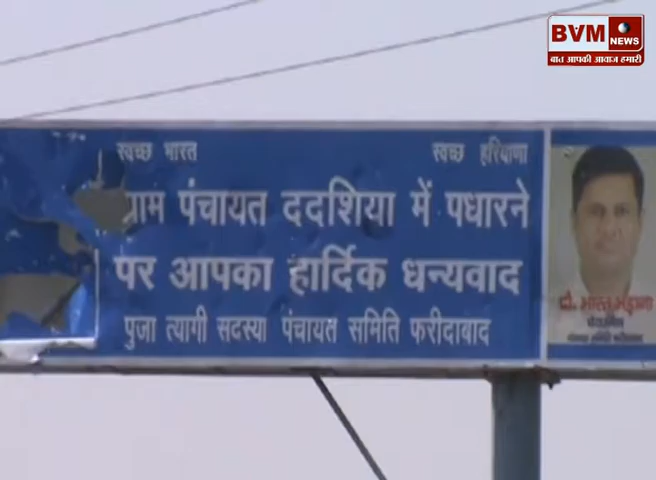 BVM NEWS
बात आपकी आवाज हमारी
स्वच्छ भारत स्वच्छ हरियाणा
ग्राम पंचायत ददशिया में पधारने
पर आपका हार्दिक धन्यवाद
पुजा त्यागी सदस्या पंचायत समिति फरीदाबाद